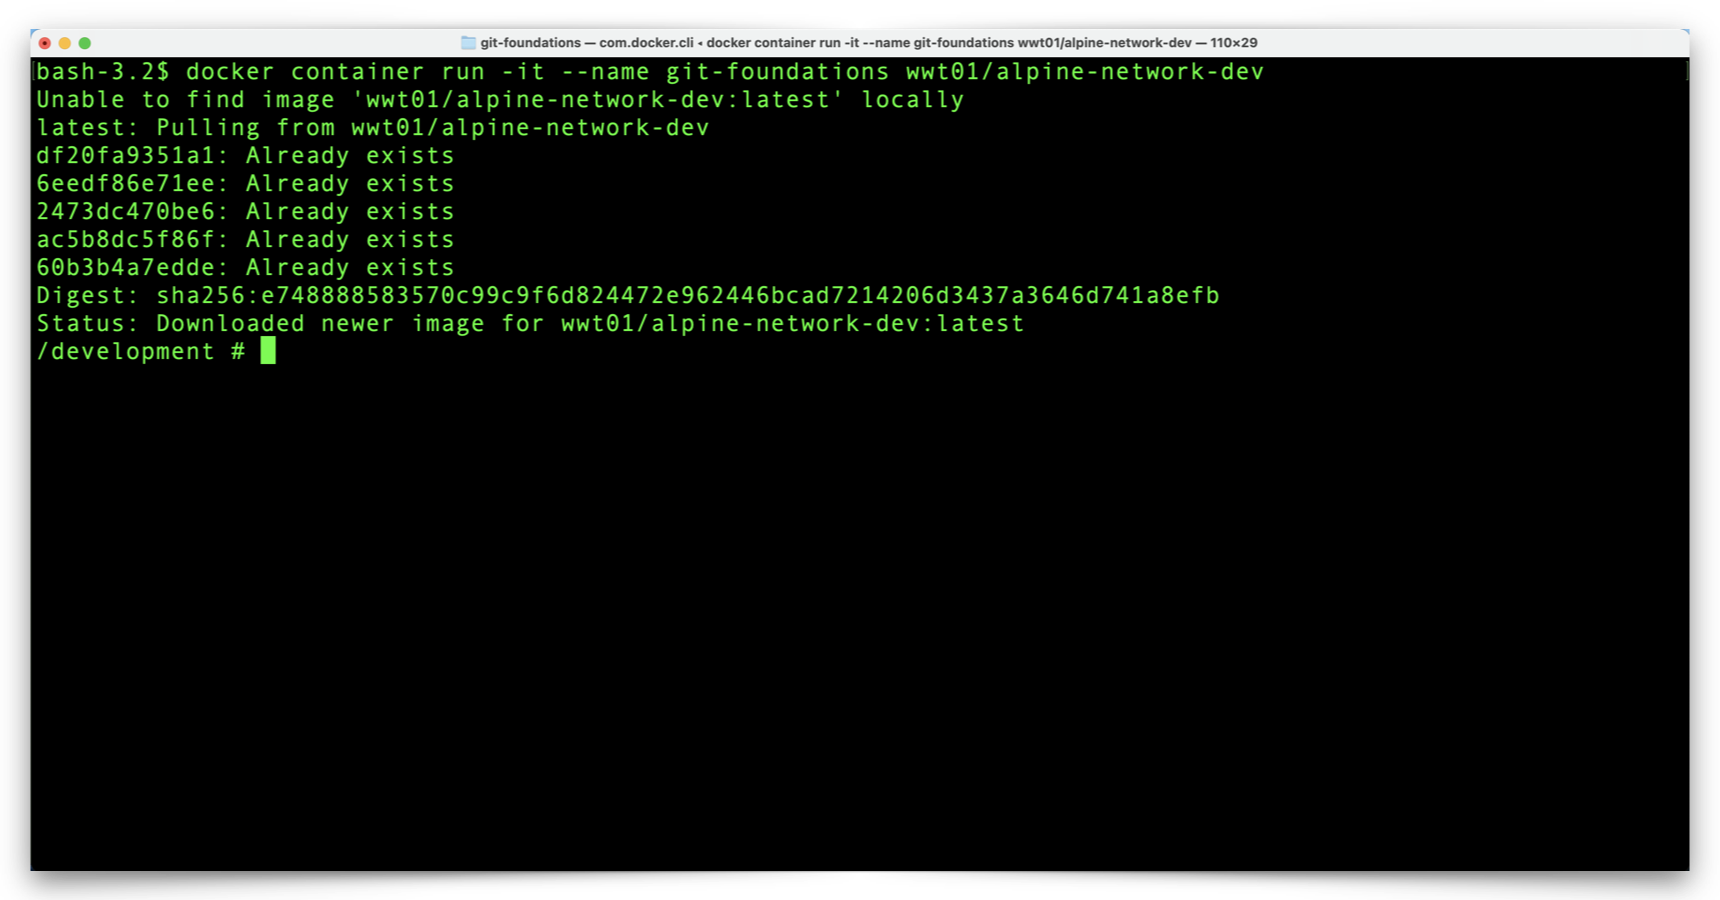 git-foundations — com.docker.cli ◂ docker container run -it --name git-foundations wwt01/alpine-network-dev — 110×29
bash-3.2$ docker container run -it --name git-foundations wwt01/alpine-network-dev
Unable to find image 'wwt01/alpine-network-dev:latest' locally
latest: Pulling from wwt01/alpine-network-dev
df20fa9351a1: Already exists
6eedf86e71ee: Already exists
2473dc470be6: Already exists
ac5b8dc5f86f: Already exists
60b3b4a7edde: Already exists
Digest: sha256:e748888583570c99c9f6d824472e962446bcad7214206d3437a3646d741a8efb
Status: Downloaded newer image for wwt01/alpine-network-dev:latest
/development #